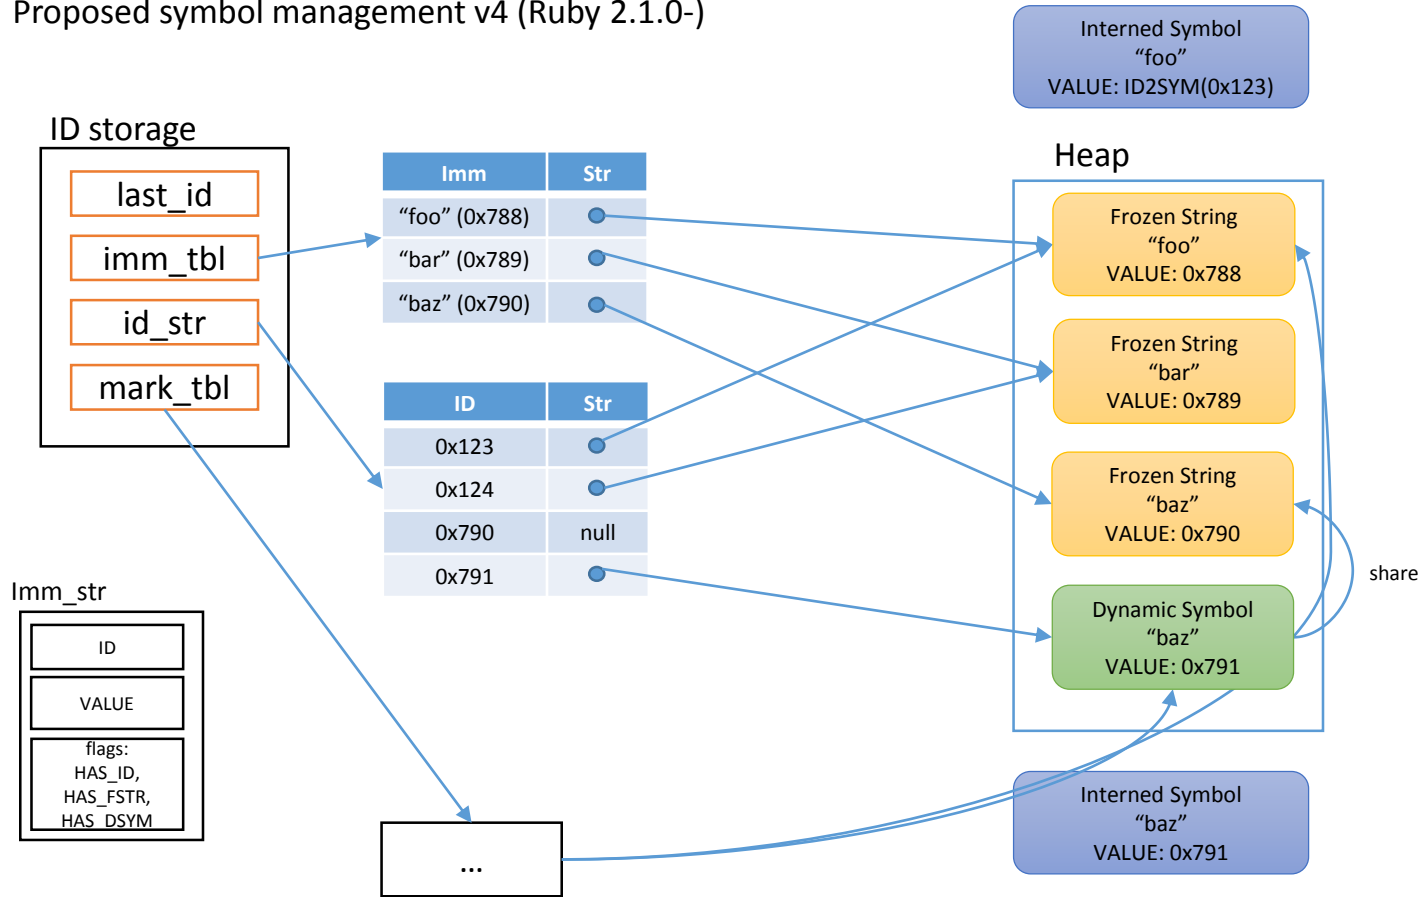 Proposed symbol management v4 (Ruby 2.1.0-)
Interned Symbol
“foo”
VALUE: ID2SYM(0x123)
ID storage
last_id
imm_tbl
id_str
mark_tbl
Imm Str
“foo” (0x788)
“bar” (0x789)
“baz” (0x790)
ID Str
0x123
0x124
0x790 null
0x791
Heap
Frozen String
“foo”
VALUE: 0x788
Frozen String
“bar”
VALUE: 0x789
Frozen String
“baz”
VALUE: 0x790
Dynamic Symbol
“baz”
VALUE: 0x791
share
Imm_str
ID
VALUE
flags:
HAS_ID,
HAS_FSTR,
HAS_DSYM
...
Interned Symbol
“baz”
VALUE: 0x791